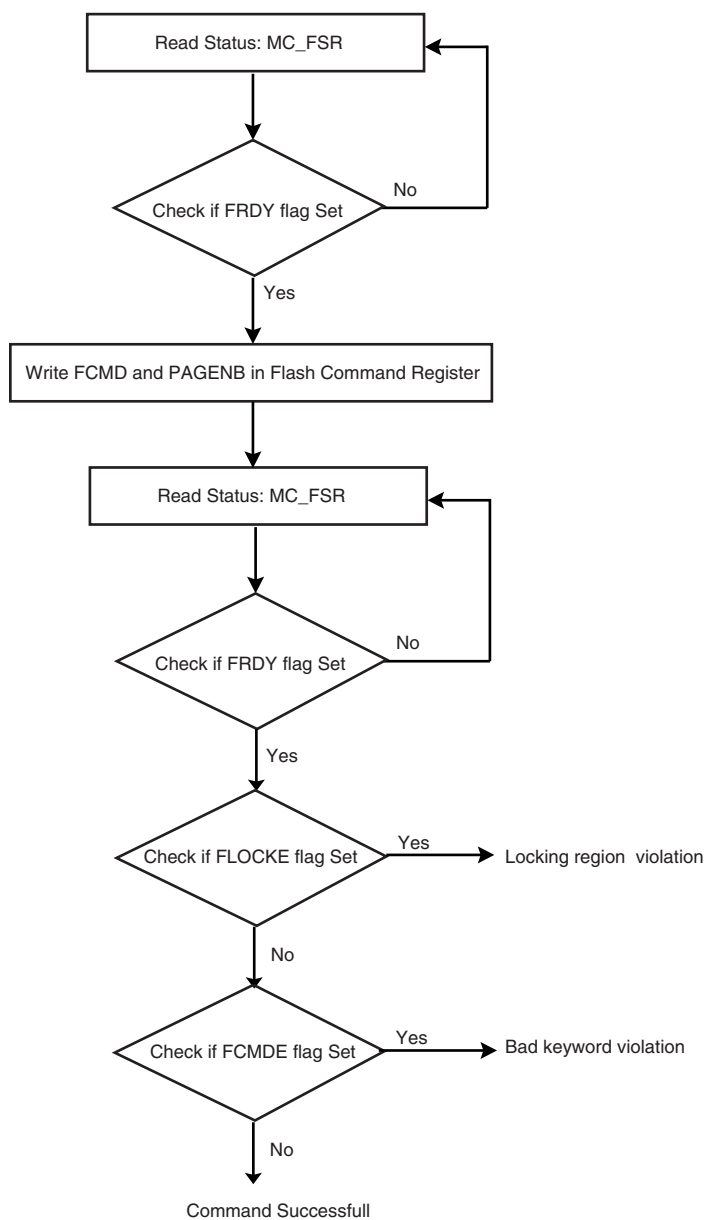 Read Status: MC_FSR
Check if FRDY flag Set
No
Yes
Write FCMD and PAGENB in Flash Command Register
Read Status: MC_FSR
Check if FRDY flag Set
No
Yes
Check if FLOCKE flag Set
Yes
Locking region violation
No
Check if FCMDE flag Set
Yes
Bad keyword violation
No
Command Successfull